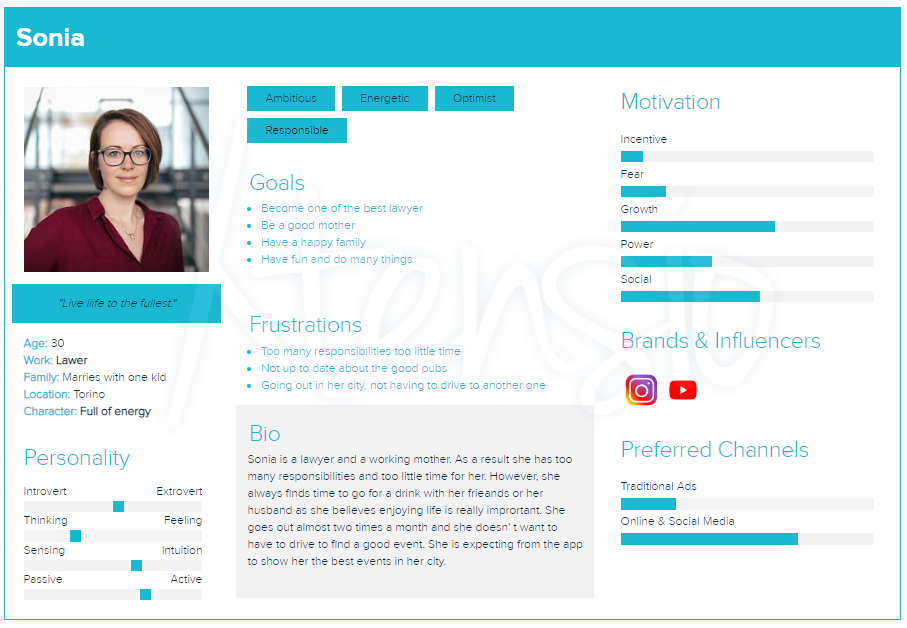 Sonia
"Live liife to the fullest."
Age: 30
Work: Lawer
Family: Marries with one kid
Location: Torino
Character: Full of energy
Personality
Introvert Extrovert
Thinking Feeling
Sensing Intuition
Passive Active
Ambitious Energetic Optimist
Responsible
Goals
Become one of the best lawyer
Be a good mother
Have a happy family
Have fun and do many things
Frustrations
Too many responsibilities too little time
Not up to date about the good pubs
Going out in her city, not having to drive to another one
Bio
Sonia is a lawyer and a working mother. As a result she has too
many responsibilities and too little time for her. However, she
always finds time to go for a drink with her frieands or her
husband as she believes enjoying life is really imprortant. She
goes out almost two times a month and she doesn' t want to
have to drive to find a good event. She is expecting from the app
to show her the best events in her city.
Motivation
Incentive
Fear
Growth
Power
Social
Brands & Influencers
Preferred Channels
Traditional Ads
Online & Social Media
Xtensio